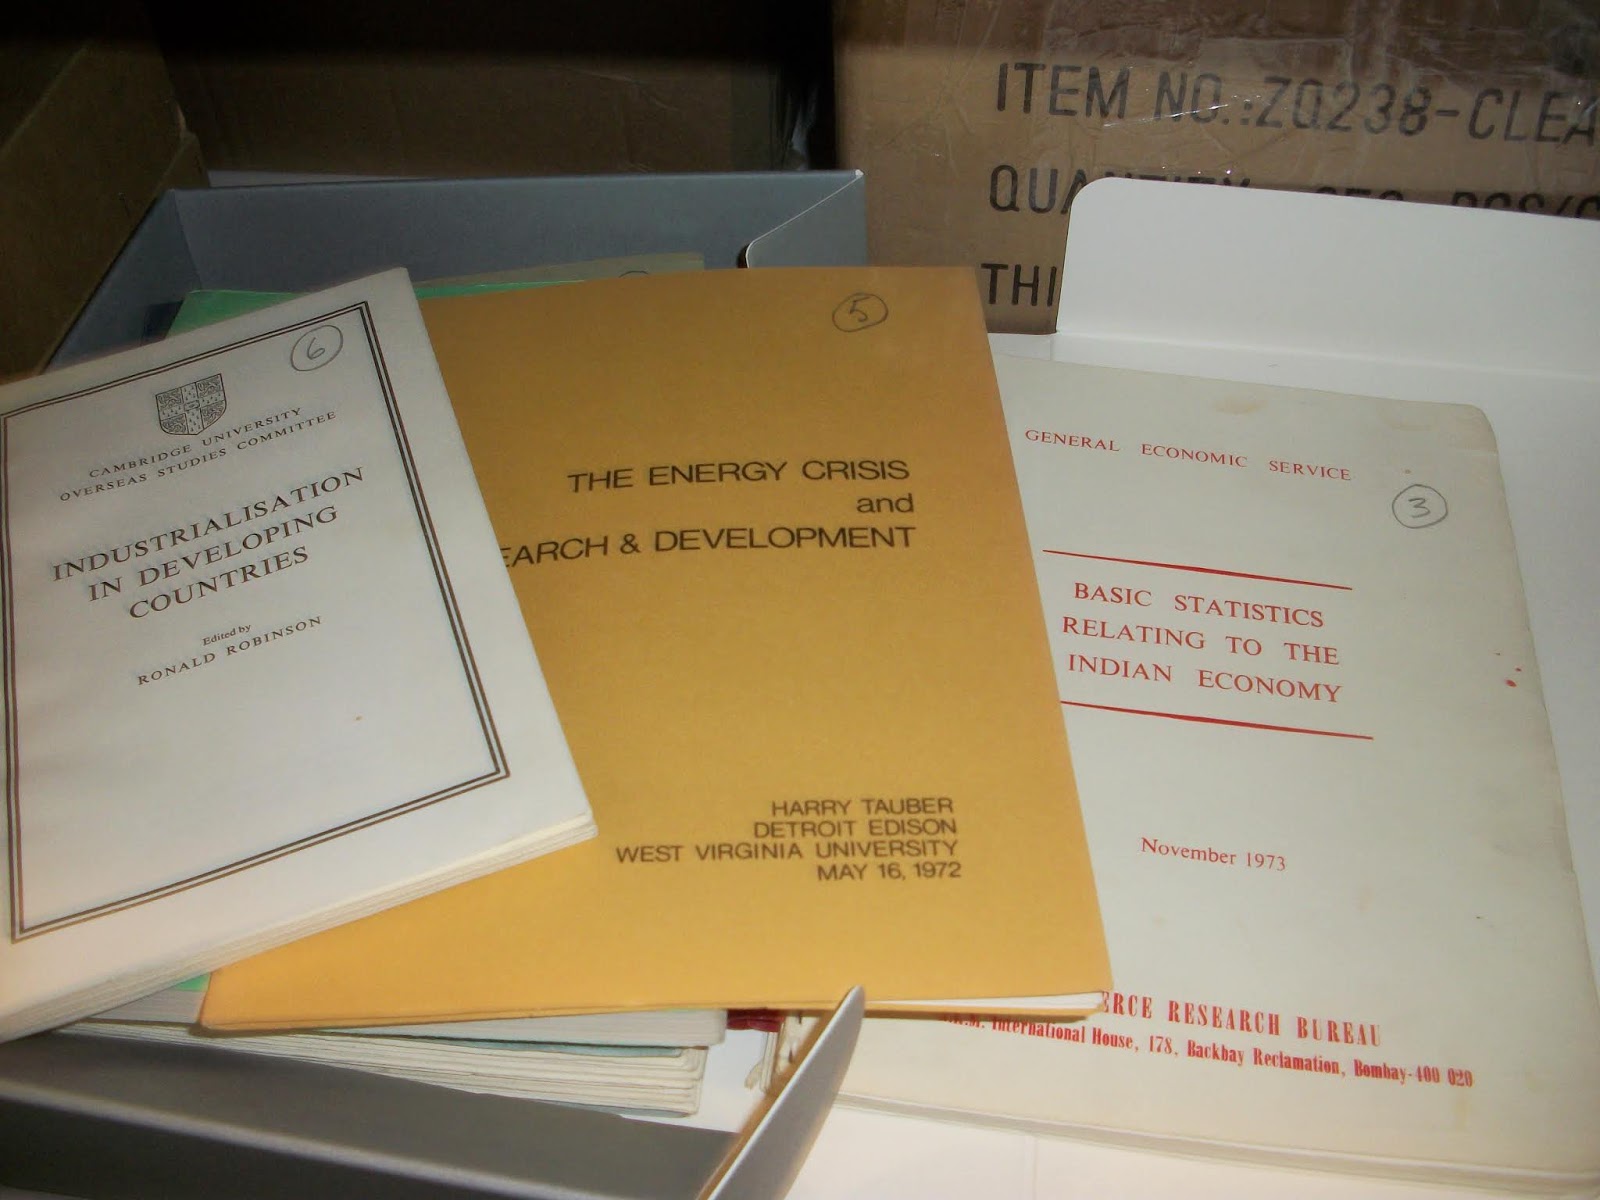 ITEM NO.:ZQ238-CLEA
THI
6
CAMBRIDGE UNIVERSITY
OVERSEAS STUDIES COMMITTEE
INDUSTRIALISATION
IN DEVELOPING
COUNTRIES
Edited by
RONALD ROBINSON
5
THE ENERGY CRISIS
and
EARCH & DEVELOPMENT
HARRY TAUBER
DETROIT EDISON
WEST VIRGINIA UNIVERSITY
MAY 16, 1972
GENERAL ECONOMIC SERVICE
3
BASIC STATISTICS
RELATING TO THE
INDIAN ECONOMY
November 1973
ERCE RESEARCH BUREAU
International House, 178, Backbay Reclamation, Bombay-400 020